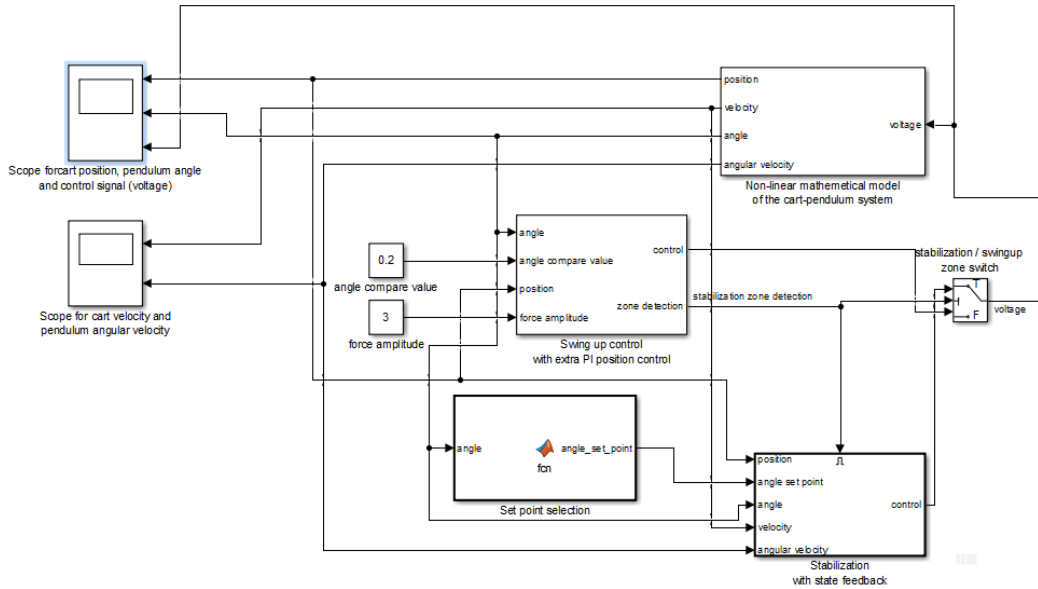 position
velocity
angle
angular velocity
voltage
Non-linear mathemetical model
of the cart-pendulum system
Scope forcart position, pendulum angle
and control signal (voltage)
Scope for cart velocity and
pendulum angular velocity
0.2
angle compare value
3
force amplitude
angle
angle compare value
position
force amplitude
control
zone detection
Swing up control
with extra PI position control
stabilization zone detection
stabilization / swingup
zone switch
T
F
voltage
angle
fcn
angle_set_point
Set point selection
position
angle set point
angle
velocity
angular velocity
control
Stabilization
with state feedback